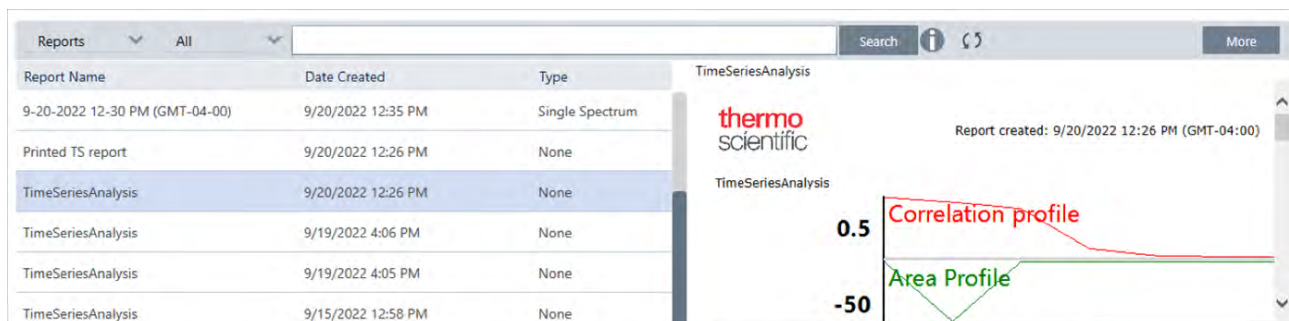 Reports All Search i More
Report Name Date Created Type
9-20-2022 12-30 PM (GMT-04-00) 9/20/2022 12:35 PM Single Spectrum
Printed TS report 9/20/2022 12:26 PM None
TimeSeriesAnalysis 9/20/2022 12:26 PM None
TimeSeriesAnalysis 9/19/2022 4:06 PM None
TimeSeriesAnalysis 9/19/2022 4:05 PM None
TimeSeriesAnalysis 9/15/2022 12:58 PM None
TimeSeriesAnalysis
thermo
scientific
Report created: 9/20/2022 12:26 PM (GMT-04:00)
TimeSeriesAnalysis
Correlation profile
0.5
Area Profile
-50